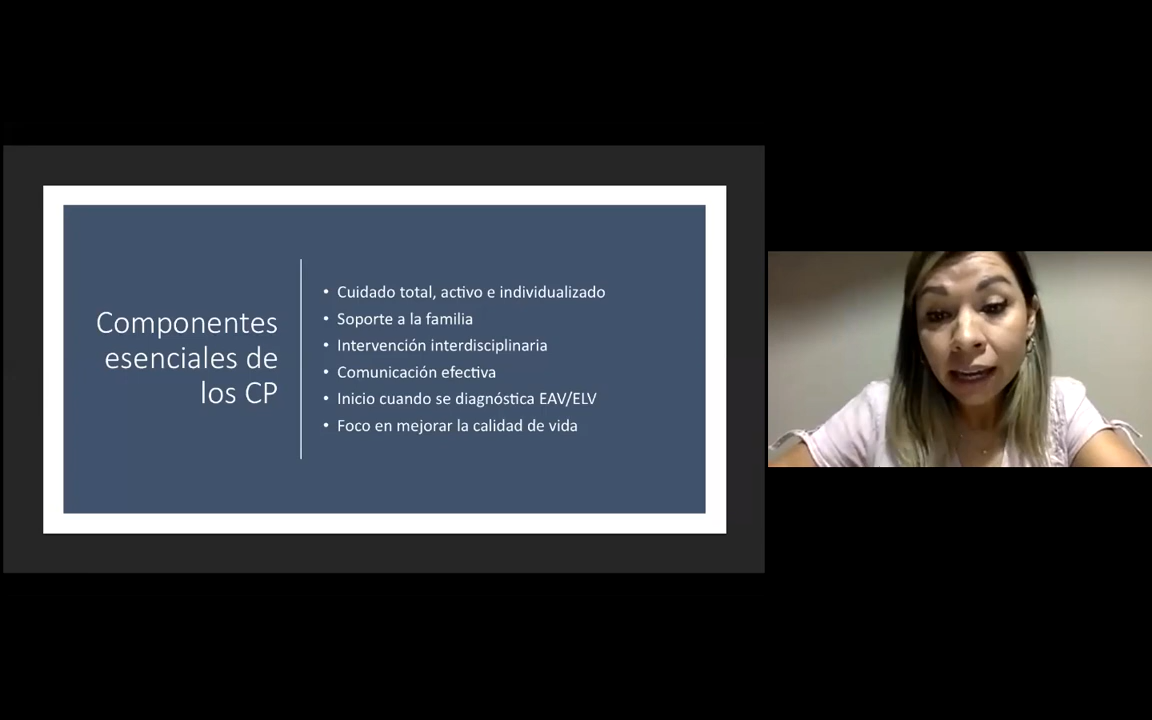 Componentes
esenciales de
los CP
• Cuidado total, activo e individualizado
• Soporte a la familia
• Intervención interdisciplinaria
• Comunicación efectiva
• Inicio cuando se diagnóstica EAV/ELV
• Foco en mejorar la calidad de vida